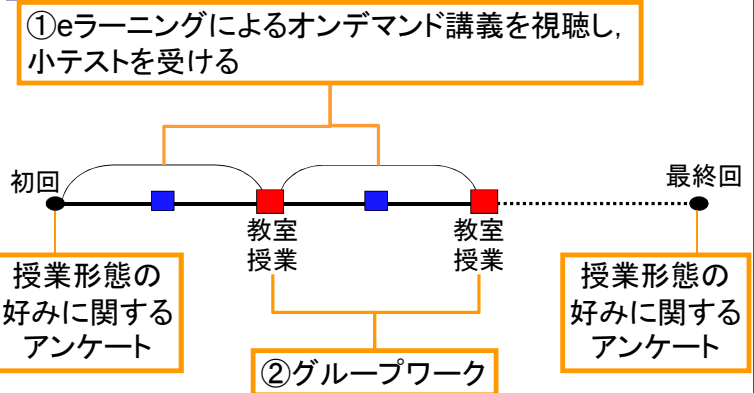 ①eラーニングによるオンデマンド講義を視聴し,
小テストを受ける
初回
最終回
教室
授業
教室
授業
授業形態の
好みに関する
アンケート
授業形態の
好みに関する
アンケート
②グループワーク